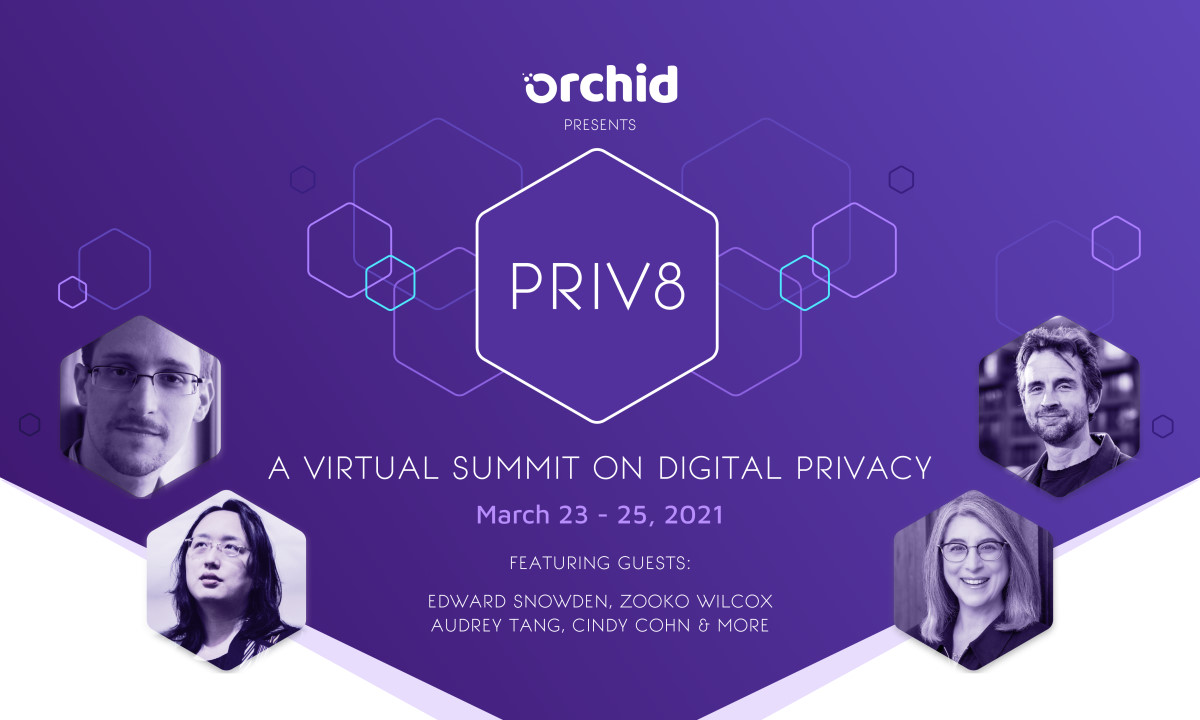 orchid
PRESENTS
PRIV8
A VIRTUAL SUMMIT ON DIGITAL PRIVACY
March 23 - 25, 2021
FEATURING GUESTS:
EDWARD SNOWDEN, ZOOKO WILCOX
AUDREY TANG, CINDY COHN & MORE